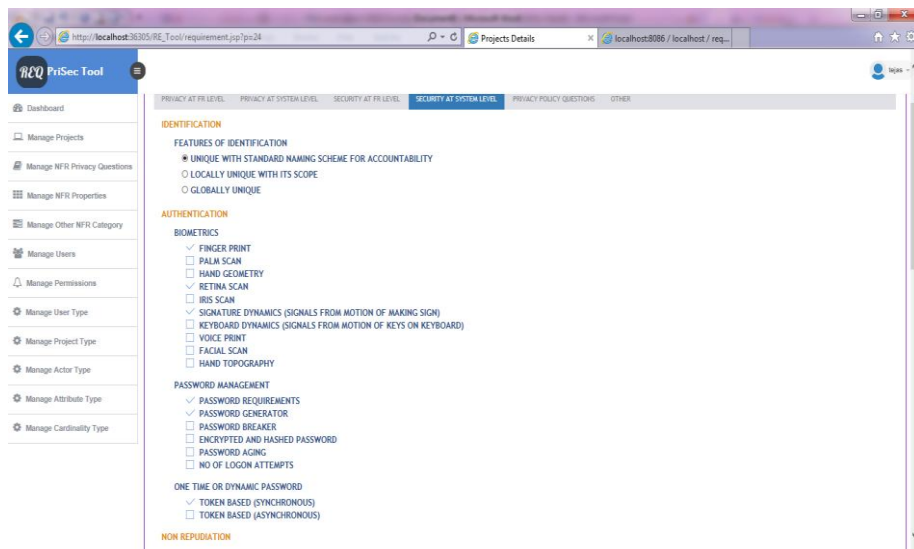 http://localhost:36305/RE_Tool/requirement.jsp?p=24
Projects Details
localhost:8086 / localhost / req...
REQ PriSec Tool
tejas
Dashboard
Manage Projects
Manage NFR Privacy Questions
Manage NFR Properties
Manage Other NFR Category
Manage Users
Manage Permissions
Manage User Type
Manage Project Type
Manage Actor Type
Manage Attribute Type
Manage Cardinality Type
PRIVACY AT FR LEVEL PRIVACY AT SYSTEM LEVEL SECURITY AT FR LEVEL SECURITY AT SYSTEM LEVEL PRIVACY POLICY QUESTIONS OTHER
IDENTIFICATION
FEATURES OF IDENTIFICATION
UNIQUE WITH STANDARD NAMING SCHEME FOR ACCOUNTABILITY
LOCALLY UNIQUE WITH ITS SCOPE
GLOBALLY UNIQUE
AUTHENTICATION
BIOMETRICS
FINGER PRINT
PALM SCAN
HAND GEOMETRY
RETINA SCAN
IRIS SCAN
SIGNATURE DYNAMICS (SIGNALS FROM MOTION OF MAKING SIGN)
KEYBOARD DYNAMICS (SIGNALS FROM MOTION OF KEYS ON KEYBOARD)
VOICE PRINT
FACIAL SCAN
HAND TOPOGRAPHY
PASSWORD MANAGEMENT
PASSWORD REQUIREMENTS
PASSWORD GENERATOR
PASSWORD BREAKER
ENCRYPTED AND HASHED PASSWORD
PASSWORD AGING
NO OF LOGON ATTEMPTS
ONE TIME OR DYNAMIC PASSWORD
TOKEN BASED (SYNCHRONOUS)
TOKEN BASED (ASYNCHRONOUS)
NON REPUDIATION